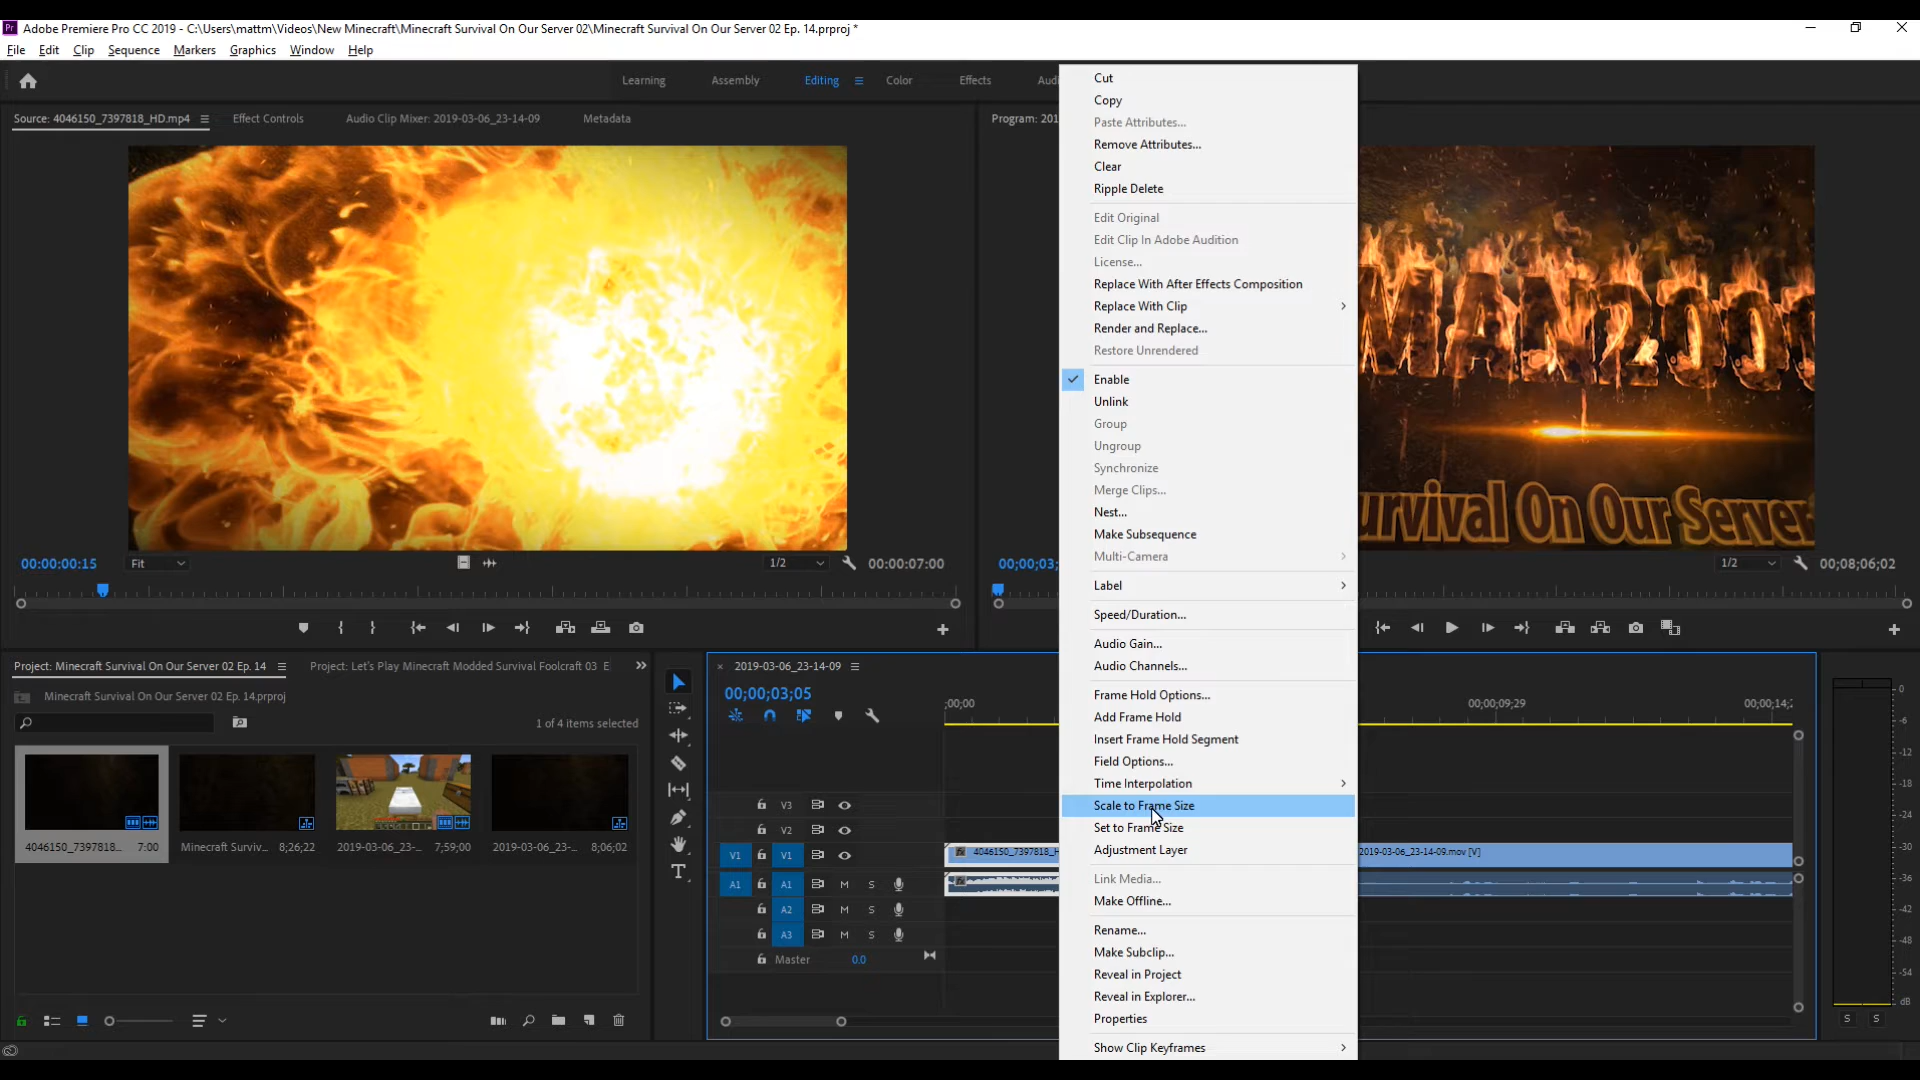 Adobe Premiere Pro CC 2019 - C:\Users\mattm\Videos\New Minecraft\Minecraft Survival On Our Server 02\Minecraft Survival On Our Server 02 Ep. 14.prproj *
File Edit Clip Sequence Markers Graphics Window Help
Learning Assembly Editing Color Effects Audi
Source: 4046150_7397818_HD.mp4 Effect Controls Audio Clip Mixer: 2019-03-06_23-14-09 Metadata
Program: 201
urvival On Our Server
00:00:00:15 Fit 1/2 00:00:07:00
00;00;03; 1/2 00;08;06;02
Project: Minecraft Survival On Our Server 02 Ep. 14 Project: Let's Play Minecraft Modded Survival Foolcraft 03 E
Minecraft Survival On Our Server 02 Ep. 14.prproj
1 of 4 items selected
4046150_7397818... 7:00 Minecraft Surviv... 8;26;22 2019-03-06_23-... 7;59;00 2019-03-06_23-... 8;06;02
2019-03-06_23-14-09
00;00;03;05
;00;00 00;00;09;29 00;00;14;2
V3
V2
V1 V1 4046150_7397818_H 2019-03-06_23-14-09.mov [V]
A1 A1 M S
A2 M S
A3 M S
Master 0.0
Cut
Copy
Paste Attributes...
Remove Attributes...
Clear
Ripple Delete
Edit Original
Edit Clip In Adobe Audition
License...
Replace With After Effects Composition
Replace With Clip
Render and Replace...
Restore Unrendered
Enable
Unlink
Group
Ungroup
Synchronize
Merge Clips...
Nest...
Make Subsequence
Multi-Camera
Label
Speed/Duration...
Audio Gain...
Audio Channels...
Frame Hold Options...
Add Frame Hold
Insert Frame Hold Segment
Field Options...
Time Interpolation
Scale to Frame Size
Set to Frame Size
Adjustment Layer
Link Media...
Make Offline...
Rename...
Make Subclip...
Reveal in Project
Reveal in Explorer...
Properties
Show Clip Keyframes
0
-6
-12
-18
-24
-30
-36
-42
-48
-54
dB
S S